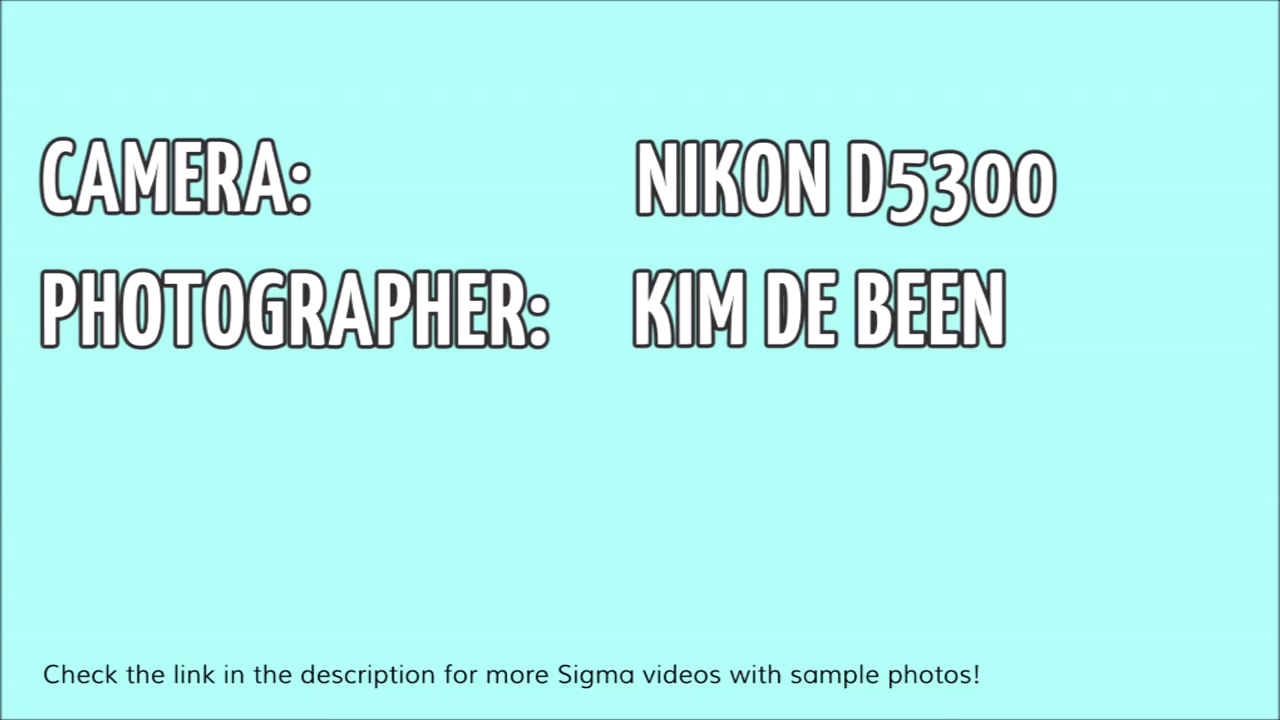 CAMERA: NIKON D5300
PHOTOGRAPHER: KIM DE BEEN
Check the link in the description for more Sigma videos with sample photos!